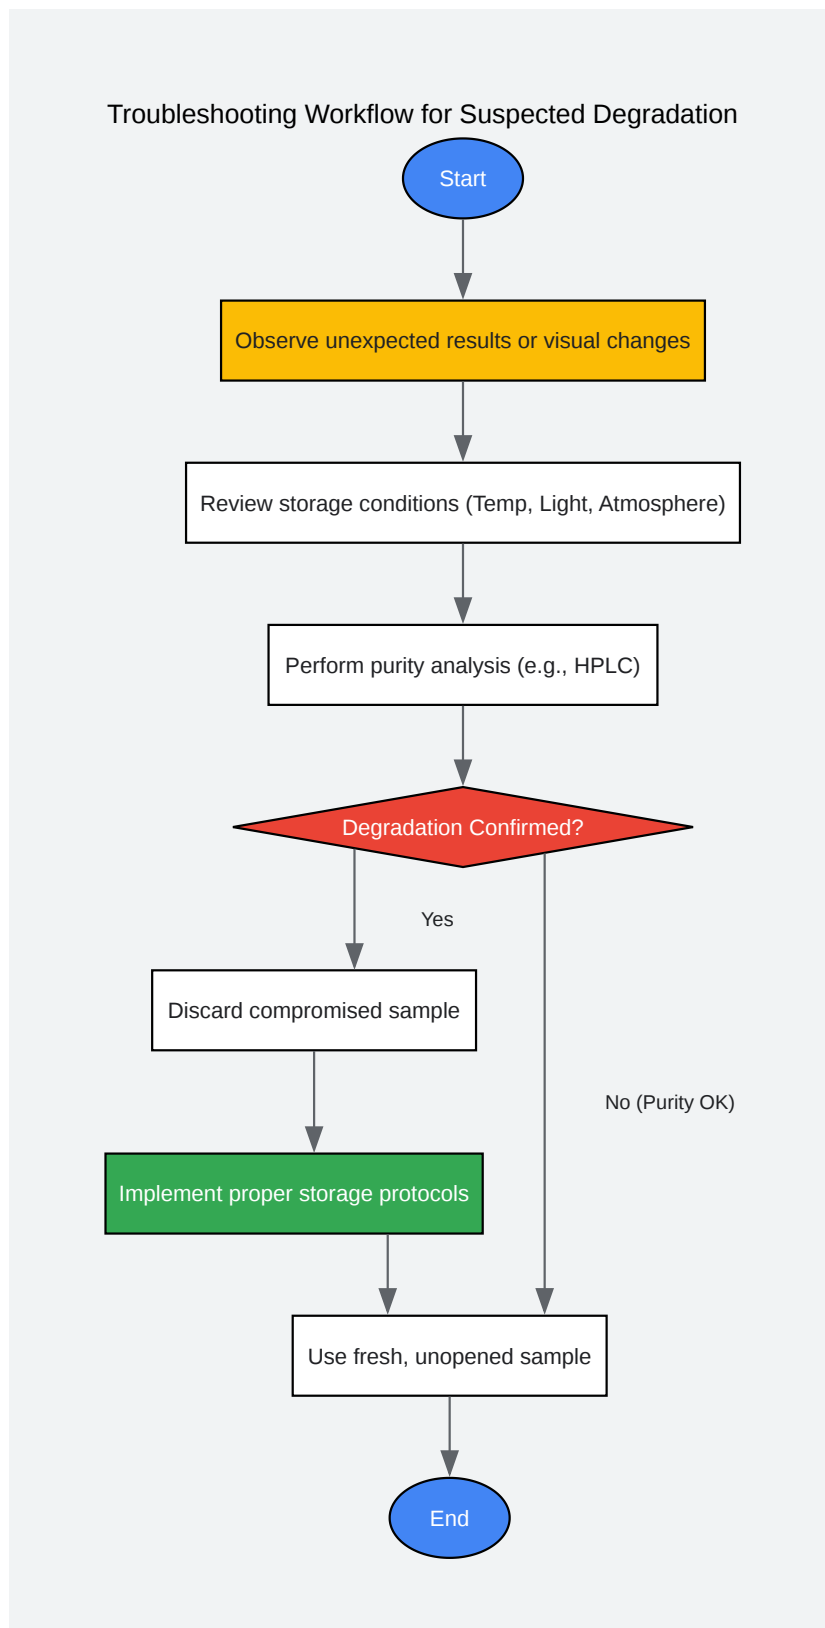 Troubleshooting Workflow for Suspected Degradation
Start
Observe unexpected results or visual changes
Review storage conditions (Temp, Light, Atmosphere)
Perform purity analysis (e.g., HPLC)
Degradation Confirmed?
Yes
Discard compromised sample
No (Purity OK)
Implement proper storage protocols
Use fresh, unopened sample
End